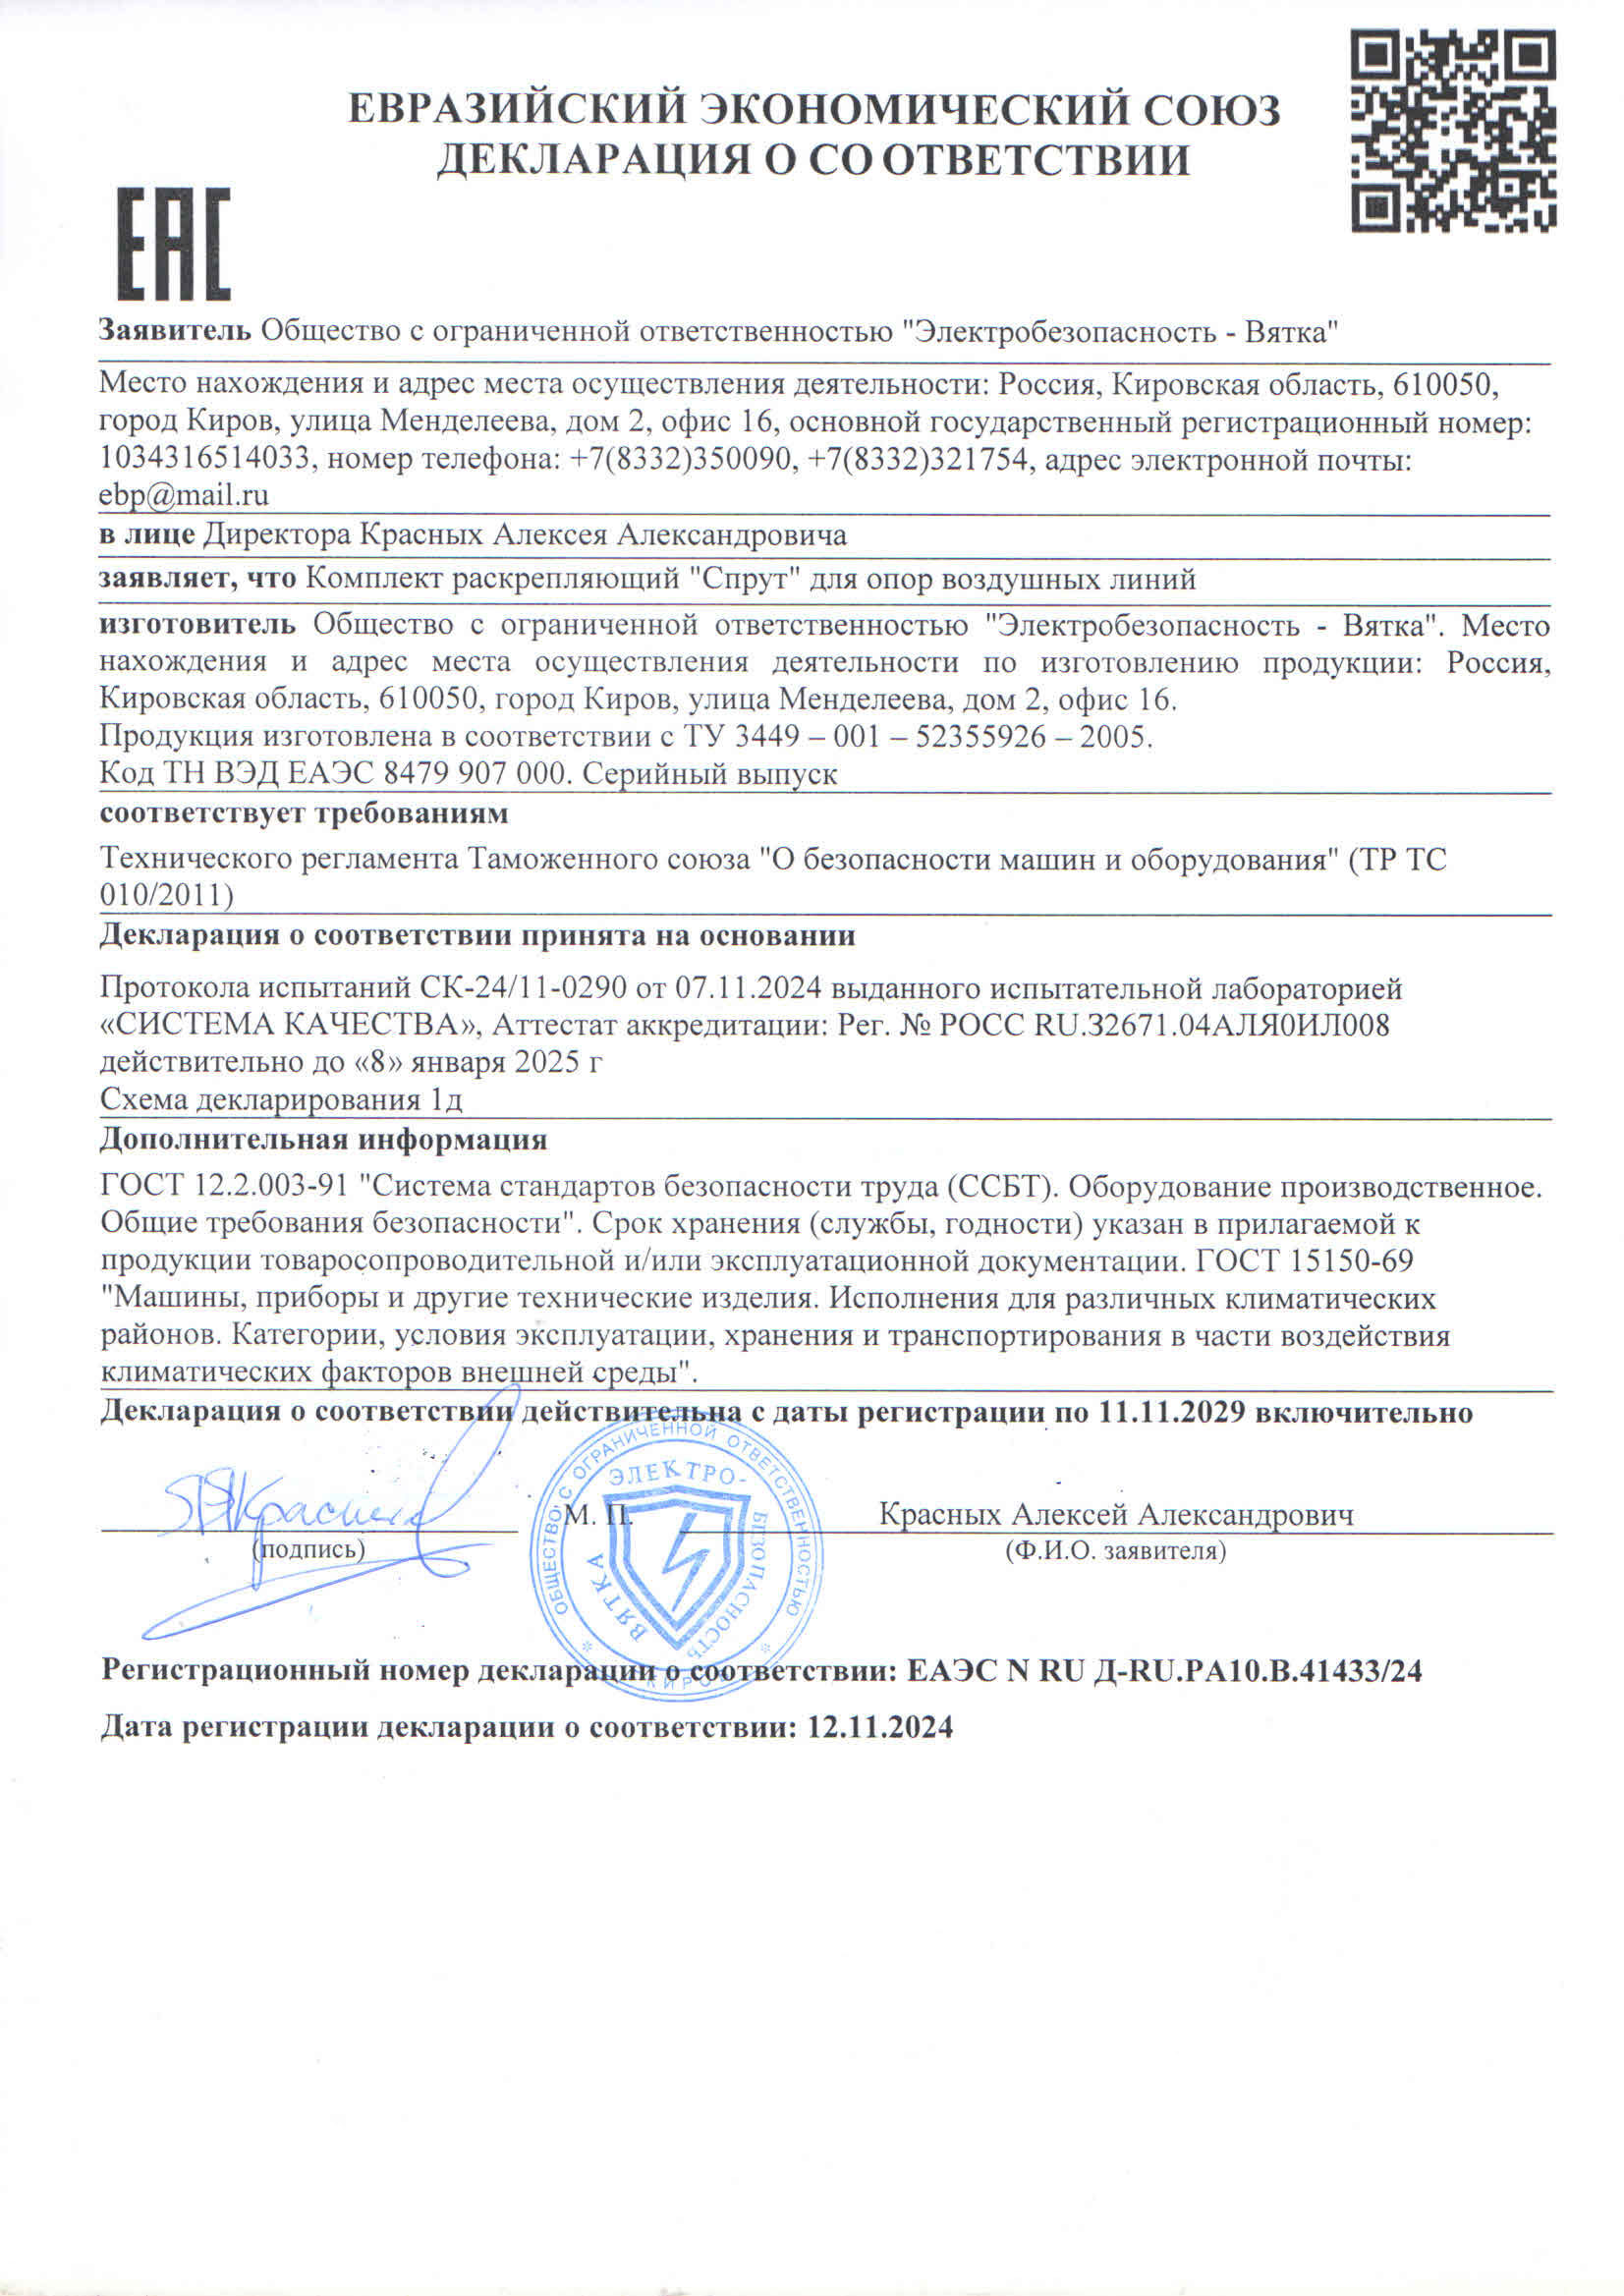 ЕВРАЗИЙСКИЙ ЭКОНОМИЧЕСКИЙ СОЮЗ
ДЕКЛАРАЦИЯ О СООТВЕТСТВИИ
ЕАС
Заявитель Общество с ограниченной ответственностью "Электробезопасность - Вятка"
Место нахождения и адрес места осуществления деятельности: Россия, Кировская область, 610050,
город Киров, улица Менделеева, дом 2, офис 16, основной государственный регистрационный номер:
1034316514033, номер телефона: +7(8332)350090, +7(8332)321754, адрес электронной почты:
ebp@mail.ru
в лице Директора Красных Алексея Александровича
заявляет, что Комплект раскрепляющий "Спрут" для опор воздушных линий
изготовитель Общество с ограниченной ответственностью "Электробезопасность - Вятка". Место
нахождения и адрес места осуществления деятельности по изготовлению продукции: Россия,
Кировская область, 610050, город Киров, улица Менделеева, дом 2, офис 16.
Продукция изготовлена в соответствии с ТУ 3449 – 001 – 52355926 – 2005.
Код ТН ВЭД ЕАЭС 8479 907 000. Серийный выпуск
соответствует требованиям
Технического регламента Таможенного союза "О безопасности машин и оборудования" (ТР ТС
010/2011)
Декларация о соответствии принята на основании
Протокола испытаний СК-24/11-0290 от 07.11.2024 выданного испытательной лабораторией
«СИСТЕМА КАЧЕСТВА», Аттестат аккредитации: Рег. № РОСС RU.32671.04АЛЯ0ИЛ008
действительно до «8» января 2025 г
Схема декларирования 1д
Дополнительная информация
ГОСТ 12.2.003-91 "Система стандартов безопасности труда (ССБТ). Оборудование производственное.
Общие требования безопасности". Срок хранения (службы, годности) указан в прилагаемой к
продукции товаросопроводительной и/или эксплуатационной документации. ГОСТ 15150-69
"Машины, приборы и другие технические изделия. Исполнения для различных климатических
районов. Категории, условия эксплуатации, хранения и транспортирования в части воздействия
климатических факторов внешней среды".
Декларация о соответствии действительна с даты регистрации по 11.11.2029 включительно
ОБЩЕСТВО С ОГРАНИЧЕННОЙ ОТВЕТСТВЕННОСТЬЮ
ЭЛЕКТРО-
БЕЗОПАСНОСТЬ
ВЯТКА
КИРОВ
М. П.
Красных Алексей Александрович
(подпись)
(Ф.И.О. заявителя)
Регистрационный номер декларации о соответствии: ЕАЭС N RU Д-RU.РА10.В.41433/24
Дата регистрации декларации о соответствии: 12.11.2024